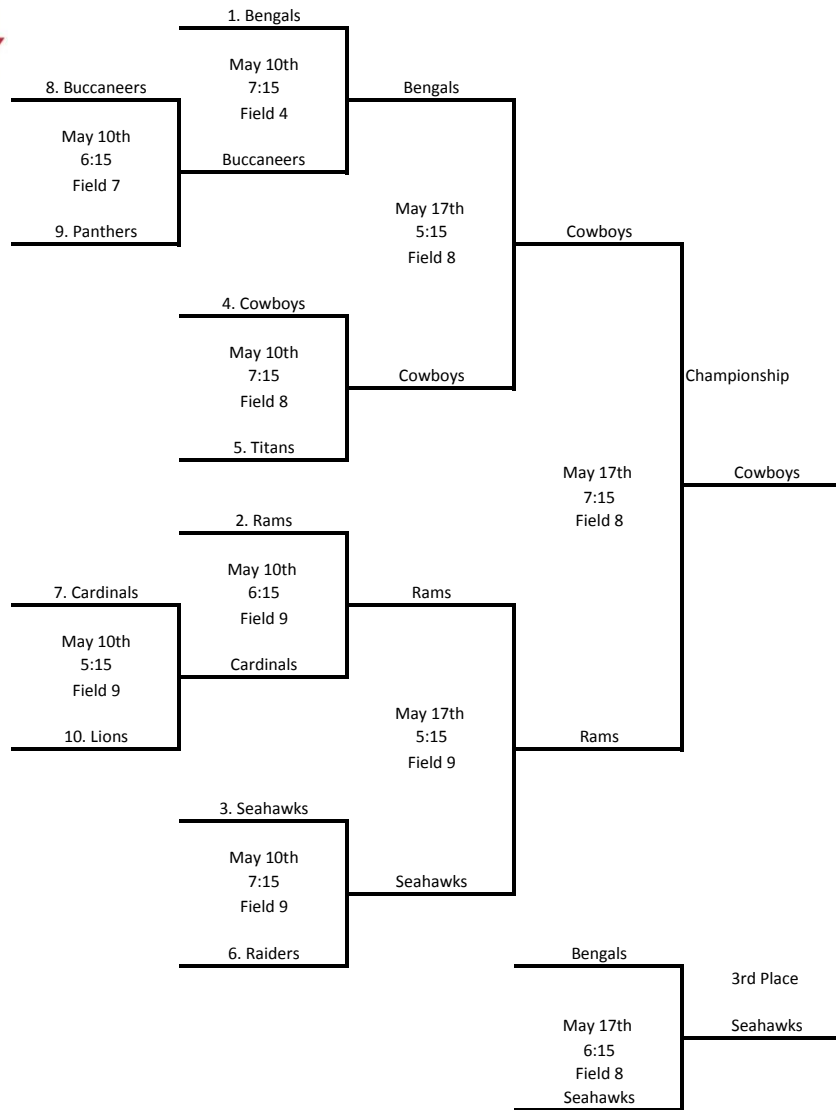 1. Bengals
May 10th
7:15
Field 4
8. Buccaneers
Bengals
May 10th
6:15
Field 7
Buccaneers
9. Panthers
May 17th
5:15
Field 8
Cowboys
4. Cowboys
May 10th
7:15
Field 8
Cowboys
Championship
5. Titans
May 17th
7:15
Field 8
Cowboys
2. Rams
May 10th
6:15
Field 9
7. Cardinals
Rams
May 10th
5:15
Field 9
Cardinals
10. Lions
May 17th
5:15
Field 9
Rams
3. Seahawks
May 10th
7:15
Field 9
Seahawks
6. Raiders
Bengals
3rd Place
May 17th
6:15
Field 8
Seahawks
Seahawks